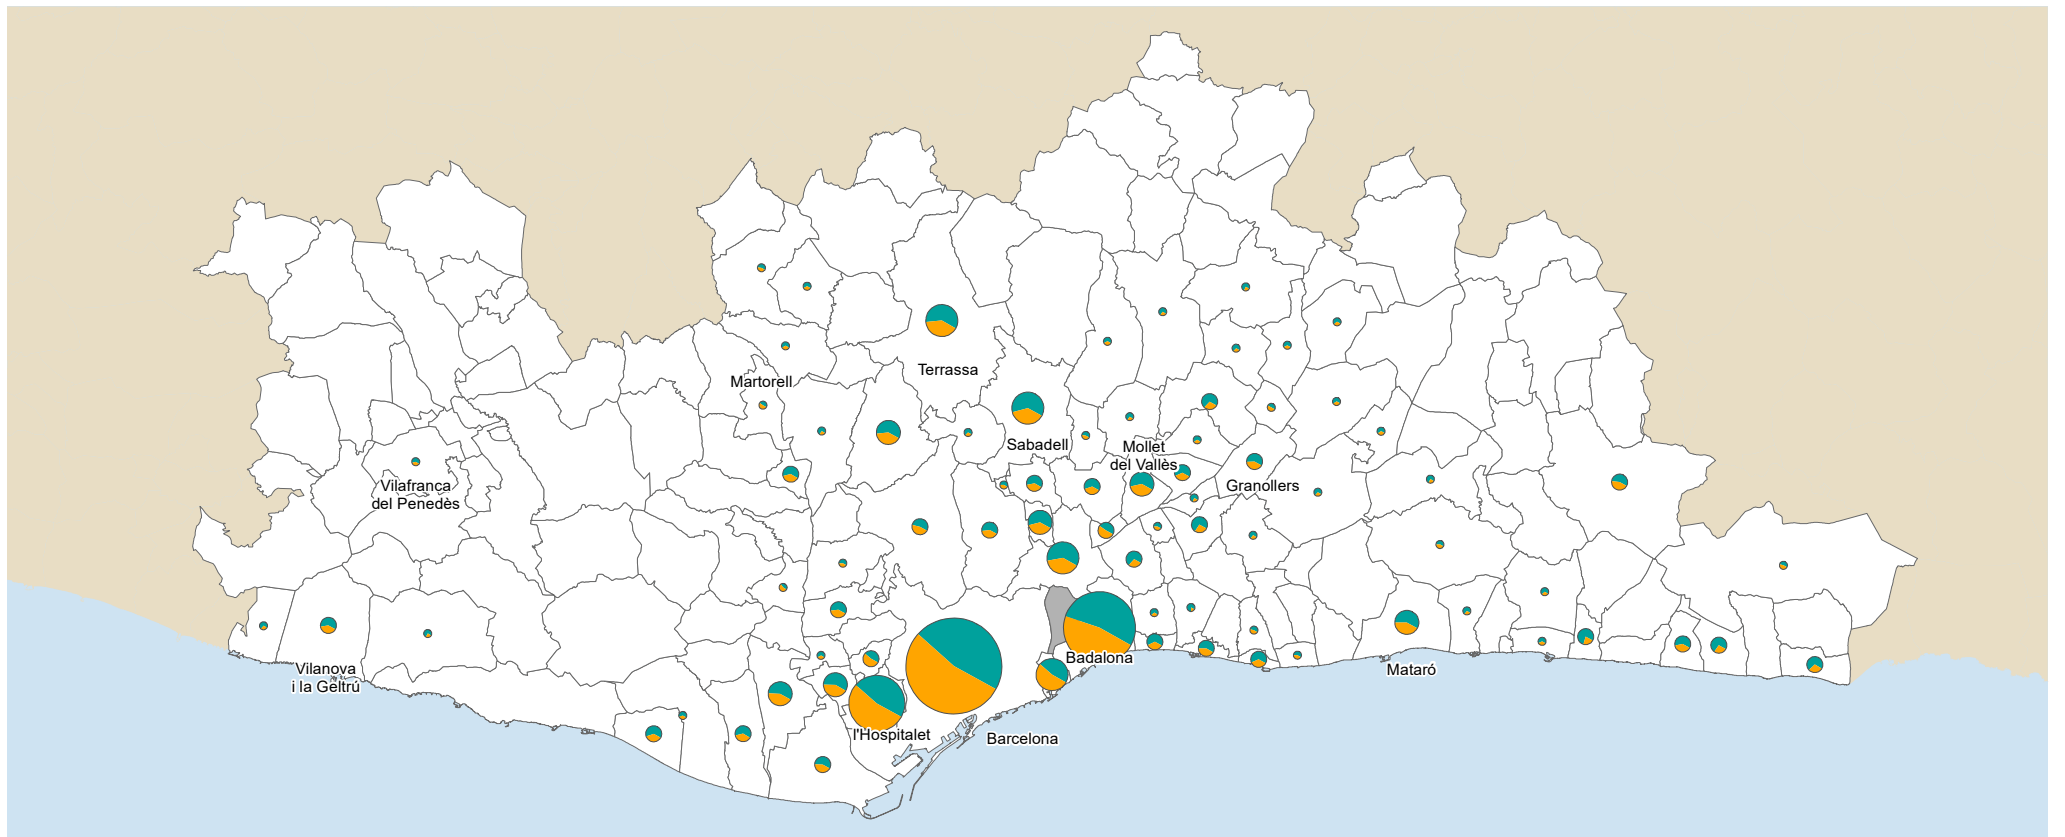 Terrassa
Martorell
Sabadell
Mollet
del Vallès
Vilafranca
del Penedès
Granollers
Badalona
Vilanova
i la Geltrú
Mataró
l'Hospitalet
Barcelona